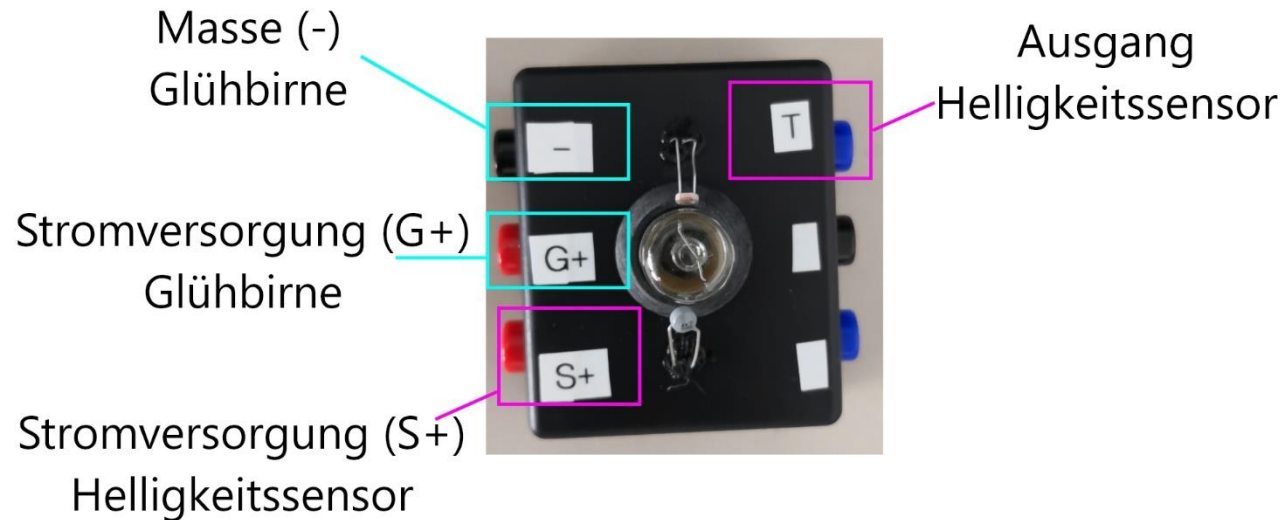 Masse (-)
Glühbirne
Stromversorgung (G+)
Glühbirne
Stromversorgung (S+)
Helligkeitssensor
-
G+
S+
T
Ausgang
Helligkeitssensor